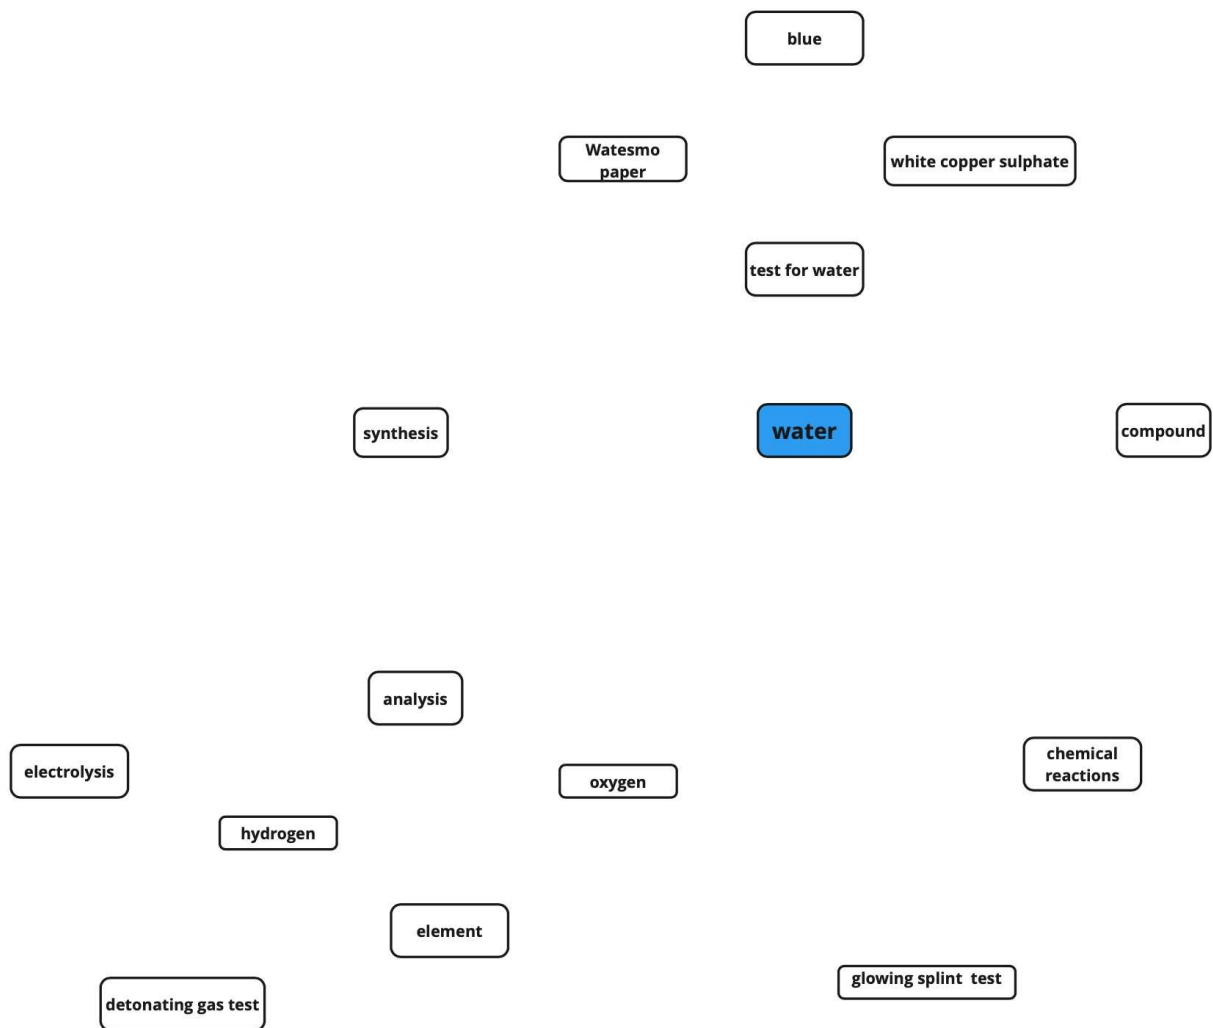 blue
Watesmo
paper
white copper sulphate
test for water
synthesis
water
compound
analysis
electrolysis
oxygen
chemical
reactions
hydrogen
element
glowing splint  test
detonating gas test